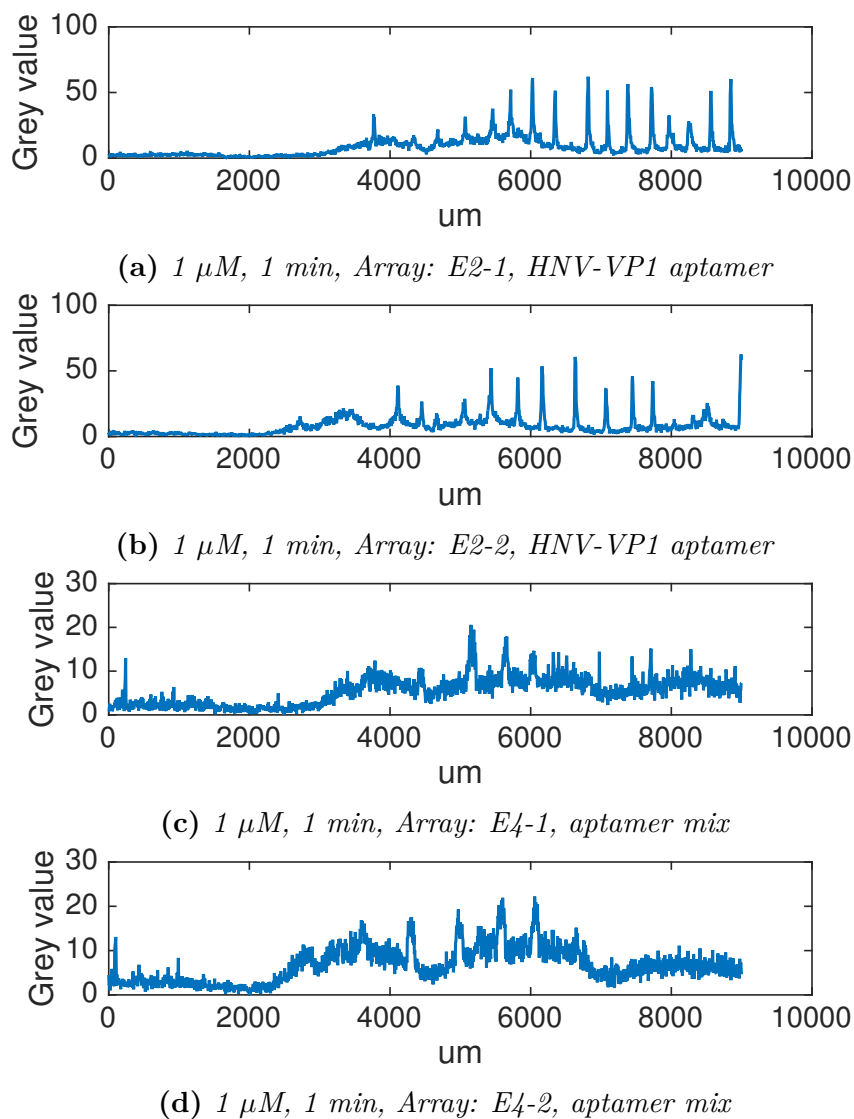 100
50
0
Grey value
0 2000 4000 6000 8000 10000
um
(a) 1 μM, 1 min, Array: E2-1, HNV-VP1 aptamer
100
50
0
Grey value
0 2000 4000 6000 8000 10000
um
(b) 1 μM, 1 min, Array: E2-2, HNV-VP1 aptamer
30
20
10
0
Grey value
0 2000 4000 6000 8000 10000
um
(c) 1 μM, 1 min, Array: E4-1, aptamer mix
30
20
10
0
Grey value
0 2000 4000 6000 8000 10000
um
(d) 1 μM, 1 min, Array: E4-2, aptamer mix